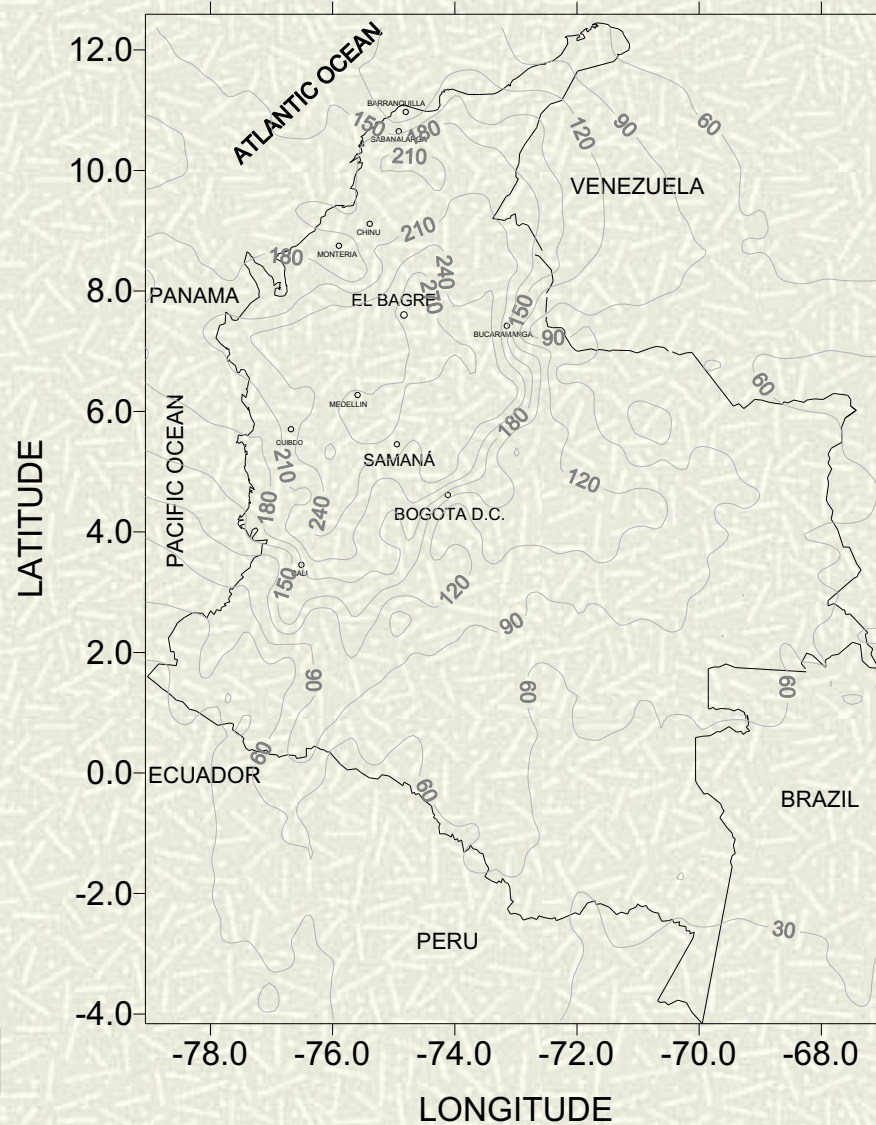 12.0
ATLANTIC OCEAN
BARRANQUILLA
150
180
SABANALARGA
210
120
90
60
10.0
VENEZUELA
CHINU
210
MONTERIA
180
240
8.0
PANAMA
EL BAGRE
270
150
BUCARAMANGA
90
60
6.0
MEDELLIN
QUIBDO
180
SAMANÁ
210
120
PACIFIC OCEAN
LATITUDE
180
240
BOGOTA D.C.
4.0
CALI
150
120
90
2.0
90
60
60
60
0.0
ECUADOR
60
BRAZIL
-2.0
PERU
30
-4.0
-78.0 -76.0 -74.0 -72.0 -70.0 -68.0
LONGITUDE